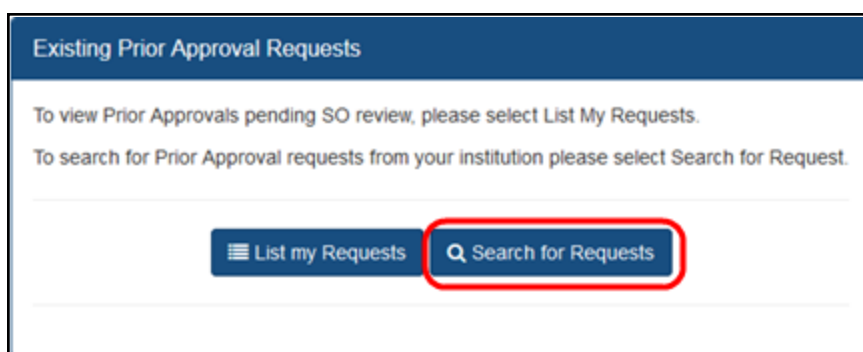 Existing Prior Approval Requests
To view Prior Approvals pending SO review, please select List My Requests.
To search for Prior Approval requests from your institution please select Search for Request.
List my Requests Search for Requests